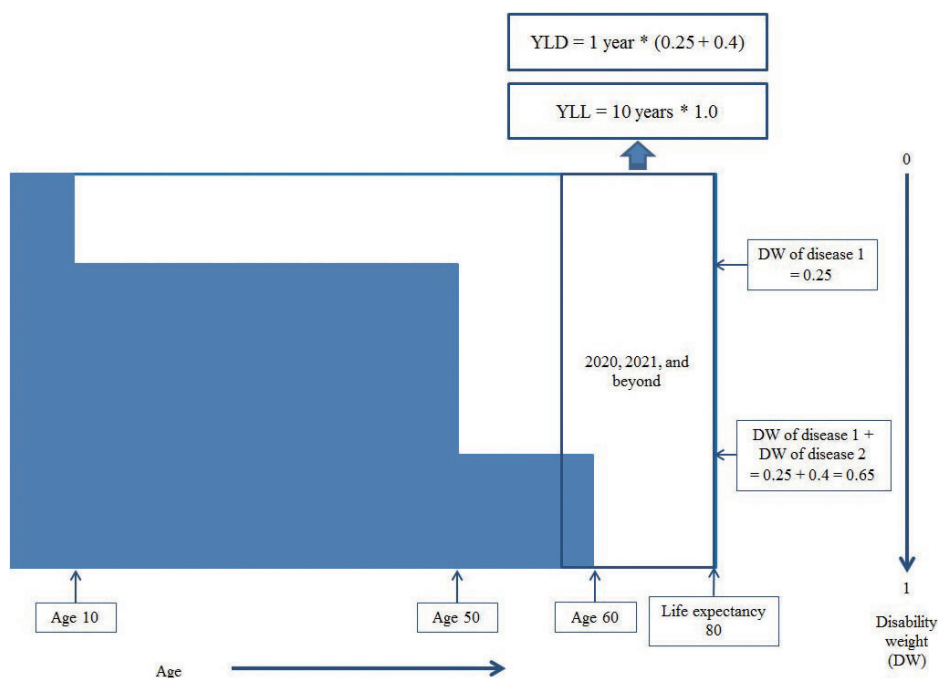 YLD = 1 year * (0.25 + 0.4)
YLL = 10 years * 1.0
0
DW of disease 1
= 0.25
2020, 2021, and
beyond
DW of disease 1 +
DW of disease 2
= 0.25 + 0.4 = 0.65
Age 10
Age 50
Age 60
Life expectancy
80
1
Disability
weight
(DW)
Age